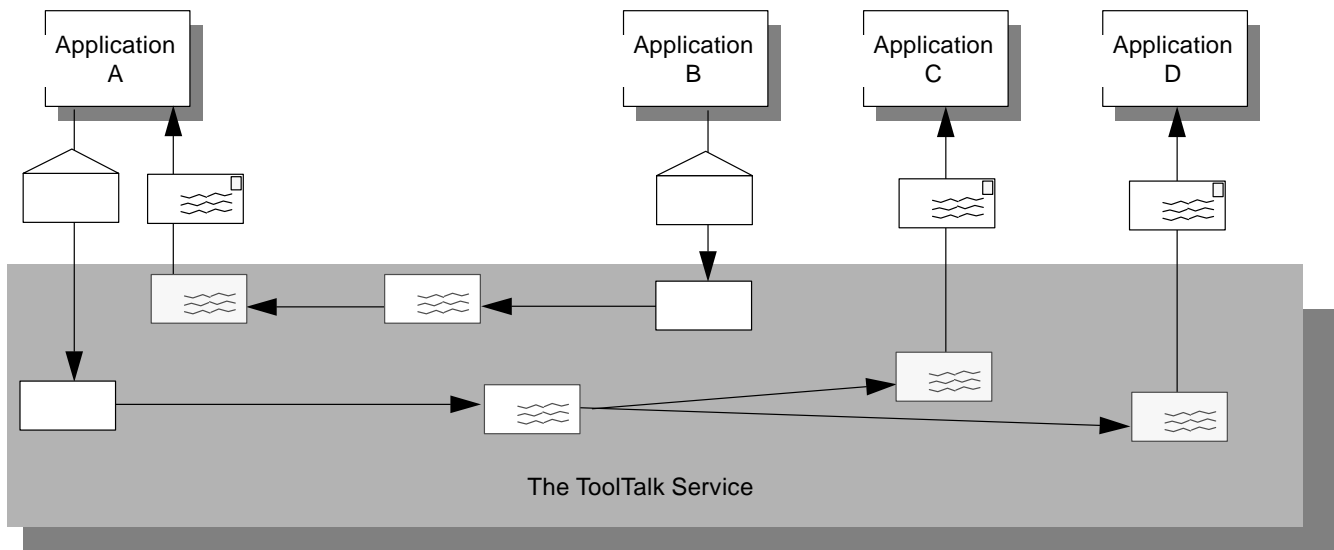 Application
A
Application
B
Application
C
Application
D
The ToolTalk Service